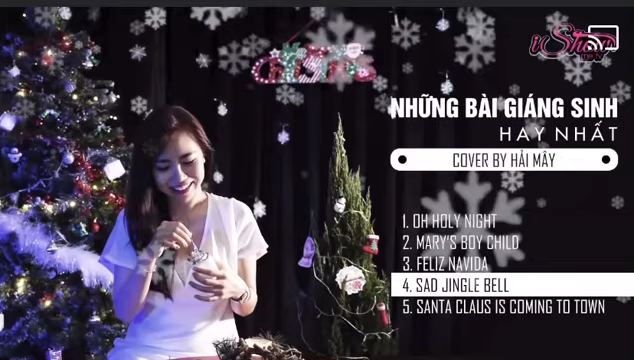 iShow
NHỮNG BÀI GIÁNG SINH
HAY NHẤT
COVER BY HẢI MÂY
1. OH HOLY NIGHT
2. MARY'S BOY CHILD
3. FELIZ NAVIDA
4. SAD JINGLE BELL
5. SANTA CLAUS IS COMING TO TOWN